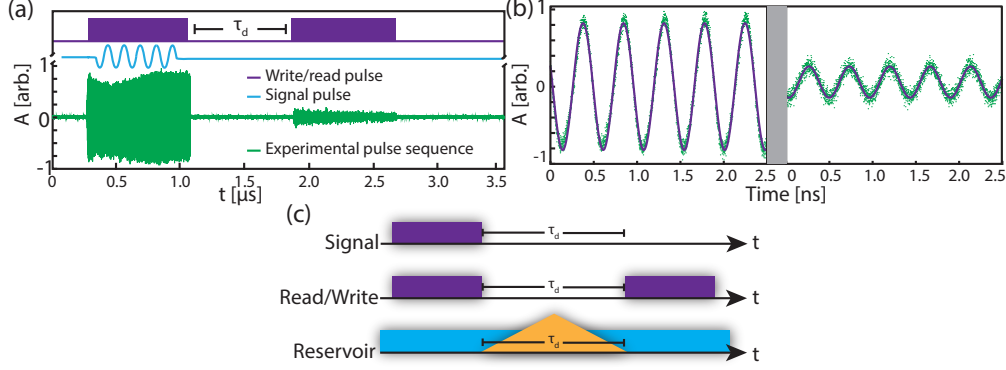 (a)
τd
1
0
-1
A [arb.]
Write/read pulse
Signal pulse
Experimental pulse sequence
0.5 1.0 1.5 2.0 2.5 3.0 3.5
t [μs]
(b)
1
0
-1
A [arb.]
0 0.5 1.0 1.5 2.0 2.5 0 0.5 1.0 1.5 2.0 2.5
Time [ns]
(c)
Signal τd t
Read/Write τd t
Reservoir τd t